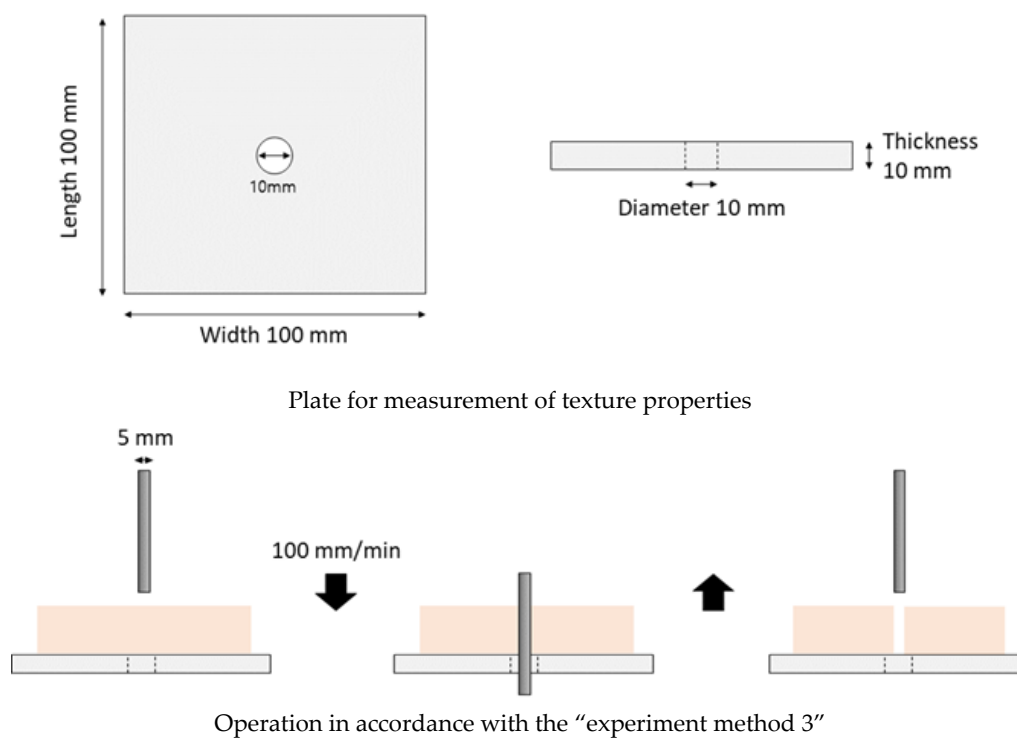 Length 100 mm
10mm
Width 100 mm
Thickness
10 mm
Diameter 10 mm
Plate for measurement of texture properties
5 mm
100 mm/min
Operation in accordance with the “experiment method 3”